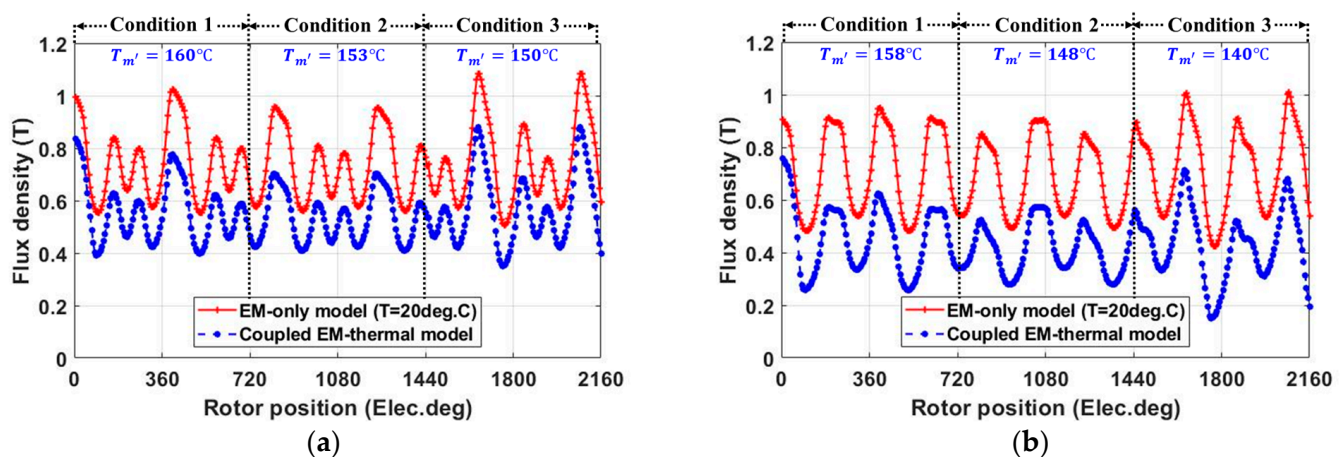 Condition 1 Condition 2 Condition 3
1.2
T_m′ = 160°C T_m′ = 153°C T_m′ = 150°C
1
0.8
0.6
0.4
0.2
0
Flux density (T)
EM-only model (T=20deg.C)
Coupled EM-thermal model
0 360 720 1080 1440 1800 2160
Rotor position (Elec.deg)
(a)
Condition 1 Condition 2 Condition 3
1.2
T_m′ = 158°C T_m′ = 148°C T_m′ = 140°C
1
0.8
0.6
0.4
0.2
0
Flux density (T)
EM-only model (T=20deg.C)
Coupled EM-thermal model
0 360 720 1080 1440 1800 2160
Rotor position (Elec.deg)
(b)